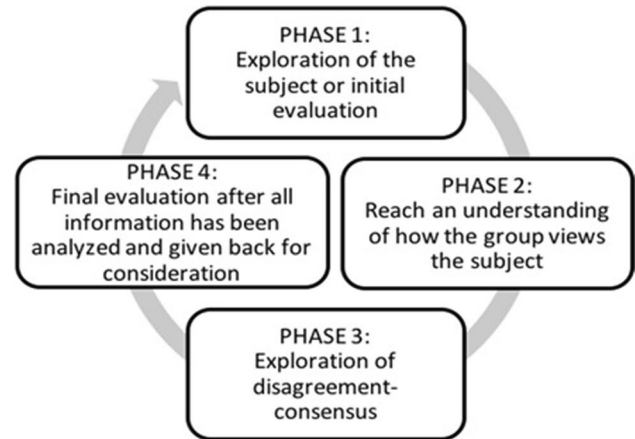 PHASE 1:
Exploration of the
subject or initial
evaluation
PHASE 2:
Reach an understanding
of how the group views
the subject
PHASE 3:
Exploration of
disagreement-
consensus
PHASE 4:
Final evaluation after all
information has been
analyzed and given back for
consideration